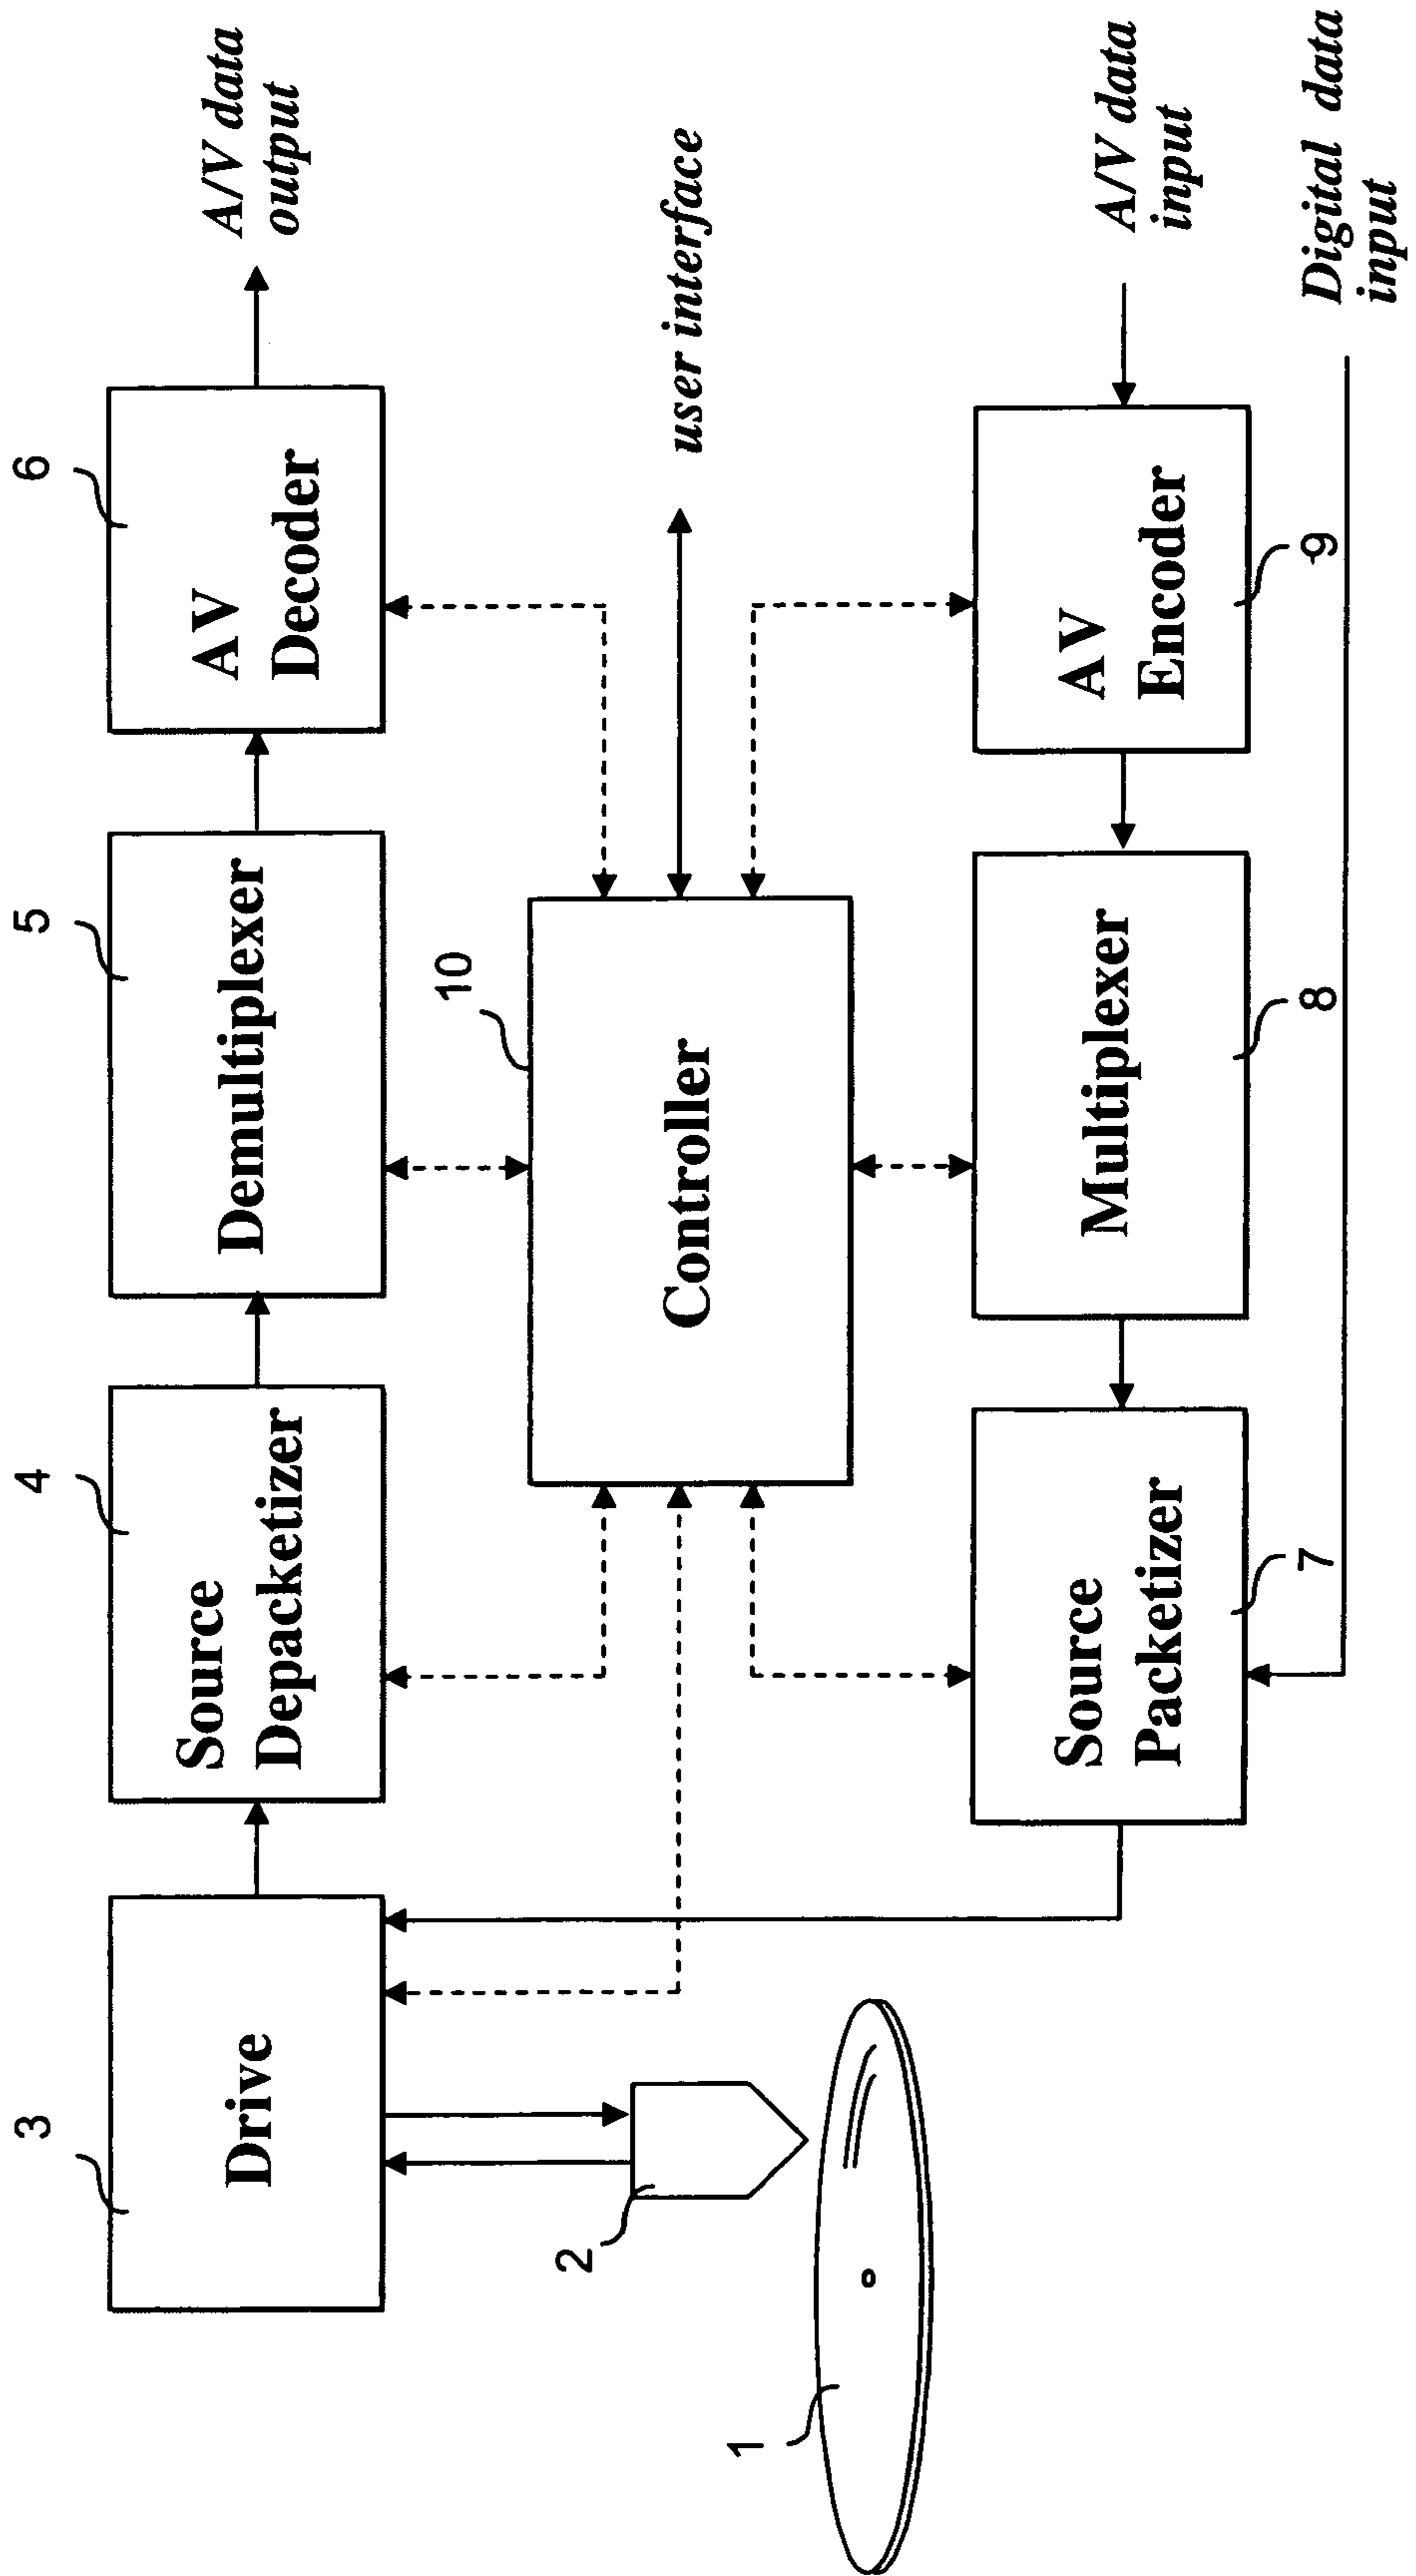 3
4
5
6
Drive
Source
Depacketizer
Demultiplexer
AV
Decoder
A/V data
output
10
Controller
user interface
2
1
Source
Packetizer
Multiplexer
AV
Encoder
A/V data
input
7
8
9
Digital data
input